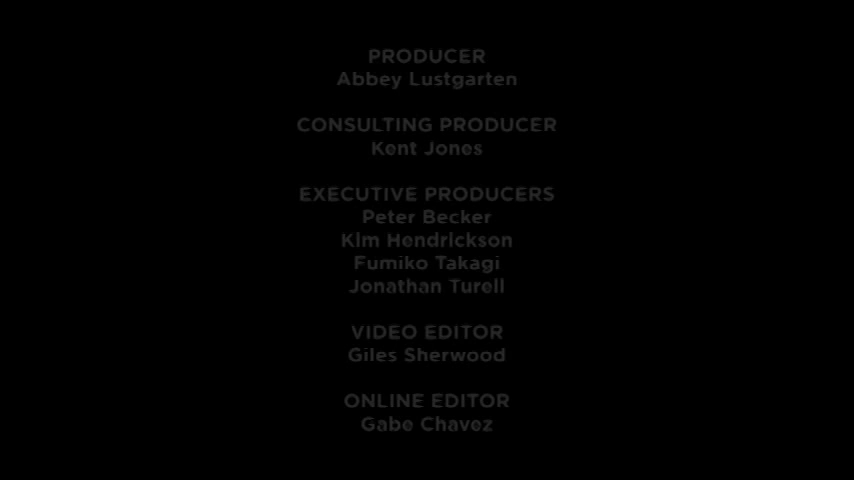 PRODUCER
Abbey Lustgarten
CONSULTING PRODUCER
Kent Jones
EXECUTIVE PRODUCERS
Peter Becker
Kim Hendrickson
Fumiko Takagi
Jonathan Turell
VIDEO EDITOR
Giles Sherwood
ONLINE EDITOR
Gabe Chavez